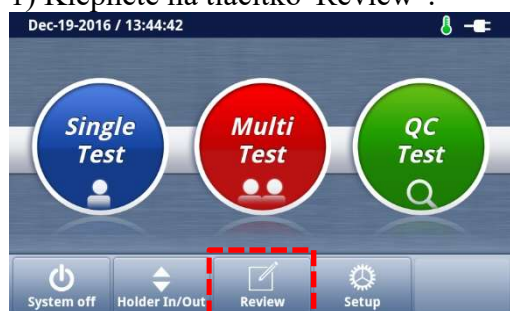 1) Klepněte na tlačítko 'Review'.
Dec-19-2016 / 13:44:42
Single Test
Multi Test
QC Test
System off
Holder In/Out
Review
Setup